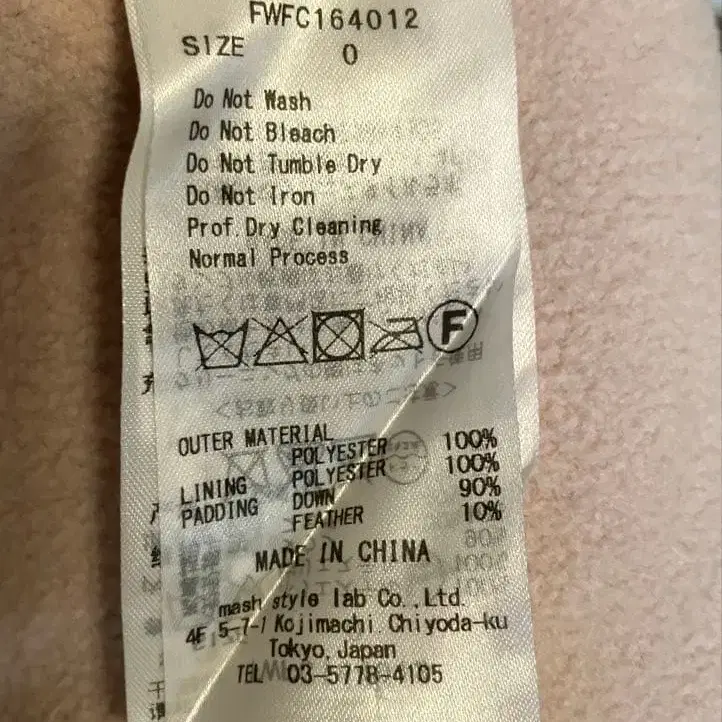 FWFC164012
SIZE 0
Do Not Wash
Do Not Bleach
Do Not Tumble Dry
Do Not Iron
Prof. Dry Cleaning
Normal Process
F
OUTER MATERIAL
POLYESTER 100%
LINING POLYESTER 100%
PADDING DOWN 90%
FEATHER 10%
MADE IN CHINA
mash style lab Co.,Ltd.
4F 5-7-1 Kojimachi Chiyoda-ku
Tokyo, Japan
TEL 03-5778-4105